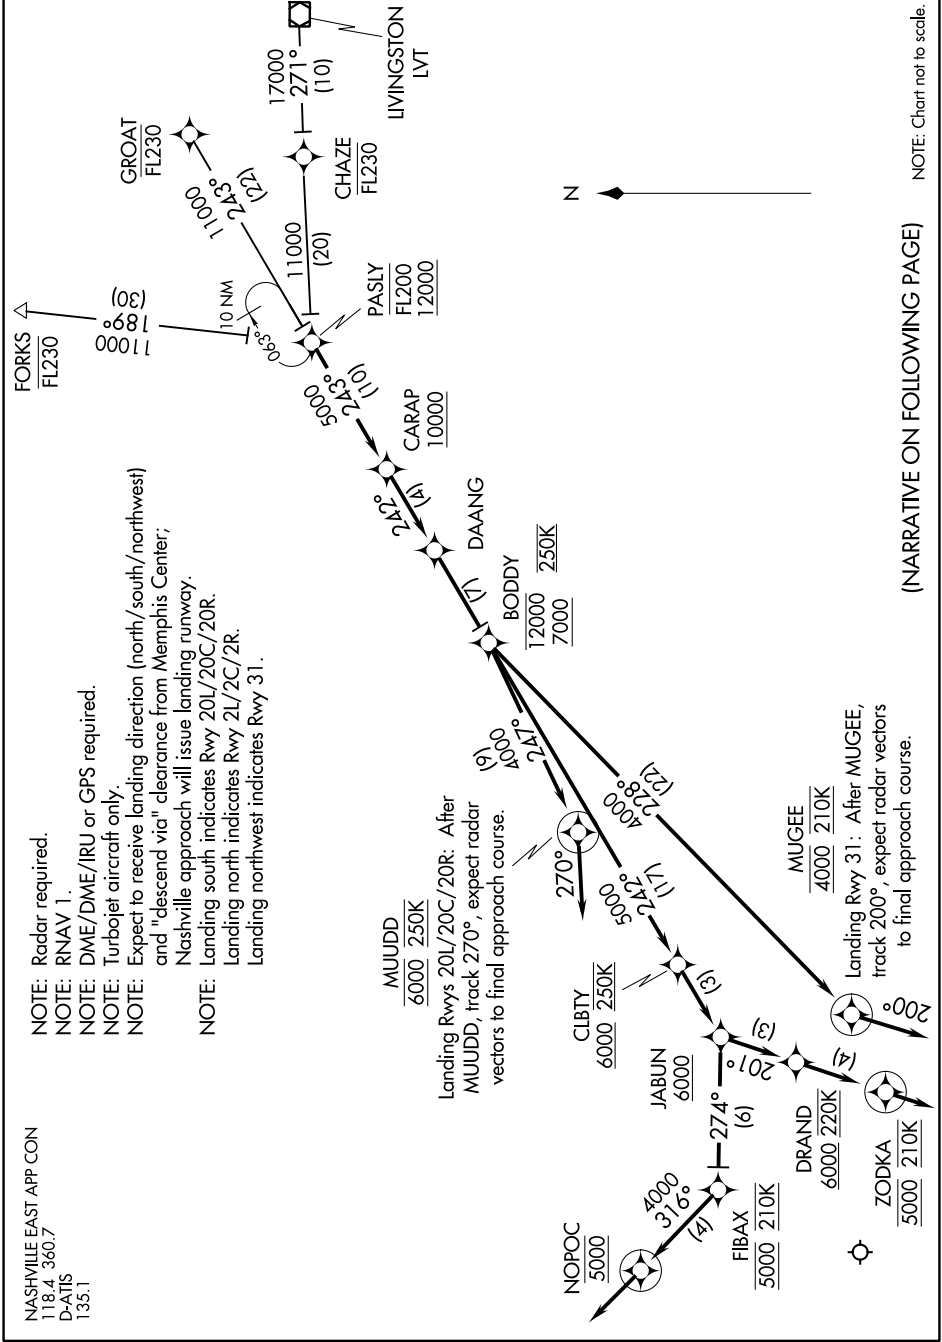 NASHVILLE EAST APP CON
118.4 360.7
D-ATIS
135.1
NOTE: Radar required.
NOTE: RNAV 1.
NOTE: DME/DME/IRU or GPS required.
NOTE: Turbojet aircraft only.
NOTE: Expect to receive landing direction (north/south/northwest)
and "descend via" clearance from Memphis Center;
Nashville approach will issue landing runway.
NOTE: Landing south indicates Rwy 20L/20C/20R.
Landing north indicates Rwy 2L/2C/2R.
Landing northwest indicates Rwy 31.
FORKS
FL230
11000
189°
(30)
GROAT
FL230
11000
243°
(22)
10 NM
063°
17000
271°
(10)
LIVINGSTON
LVT
CHAZE
FL230
11000
(20)
PASLY
FL200
12000
5000
243°
(10)
CARAP
10000
242°
(4)
DAANG
(7)
BODDY
12000 250K
7000
(9)
4000
247°
MUUDD
6000 250K
Landing Rwys 20L/20C/20R: After
MUUDD, track 270°, expect radar
vectors to final approach course.
270°
5000
242°
(17)
4000
228°
(22)
CLBTY
6000 250K
(3)
JABUN
6000
274°
(6)
201°
(3)
DRAND
6000 220K
(4)
ZODKA
5000 210K
FIBAX
5000 210K
4000
316°
(4)
NOPOC
5000
MUGEE
4000 210K
Landing Rwy 31: After MUGEE,
track 200°, expect radar vectors
to final approach course.
200°
N
(NARRATIVE ON FOLLOWING PAGE)
NOTE: Chart not to scale.